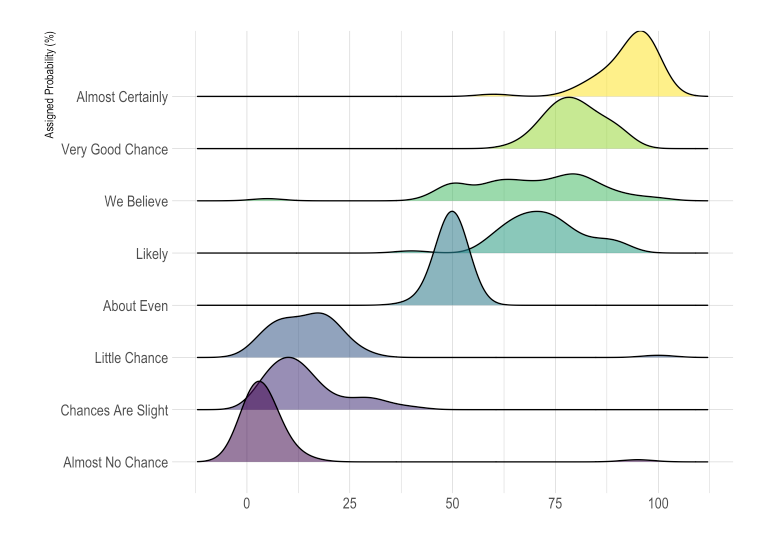 Assigned Probability (%)
Almost Certainly
Very Good Chance
We Believe
Likely
About Even
Little Chance
Chances Are Slight
Almost No Chance
0 25 50 75 100